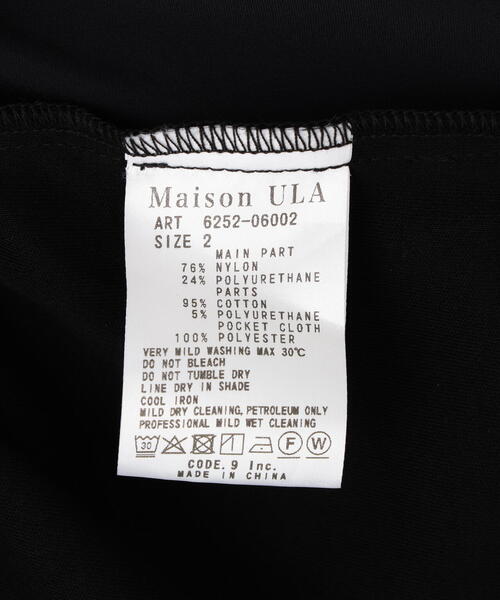 Maison ULA
ART 6252-06002
SIZE 2
MAIN PART
76% NYLON
24% POLYURETHANE
PARTS
95% COTTON
5% POLYURETHANE
POCKET CLOTH
100% POLYESTER
VERY MILD WASHING MAX 30℃
DO NOT BLEACH
DO NOT TUMBLE DRY
LINE DRY IN SHADE
COOL IRON
MILD DRY CLEANING, PETROLEUM ONLY
PROFESSIONAL MILD WET CLEANING
30 F W
CODE. 9 Inc.
MADE IN CHINA